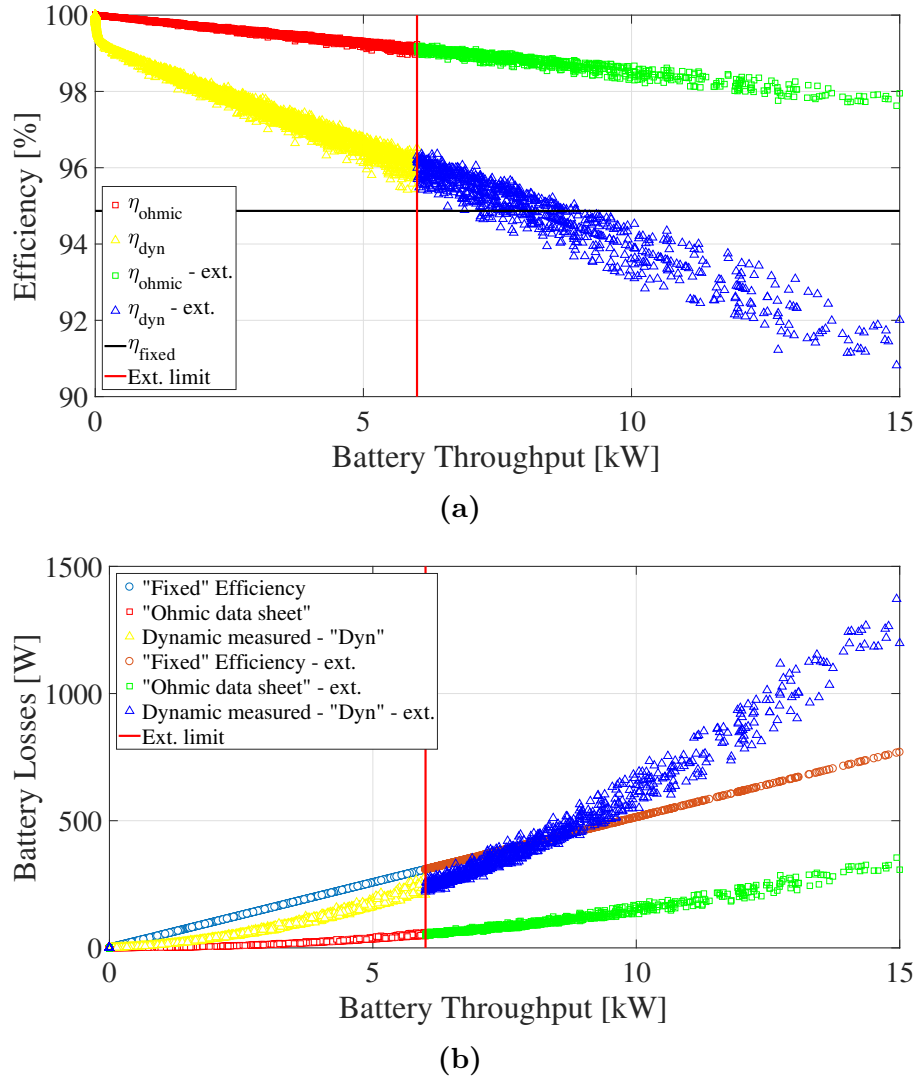 100
98
96
94
92
90
Efficiency [%]
η_ohmic
η_dyn
η_ohmic - ext.
η_dyn - ext.
η_fixed
Ext. limit
0
5
10
15
Battery Throughput [kW]
(a)
1500
1000
500
0
Battery Losses [W]
"Fixed" Efficiency
"Ohmic data sheet"
Dynamic measured - "Dyn"
"Fixed" Efficiency - ext.
"Ohmic data sheet" - ext.
Dynamic measured - "Dyn" - ext.
Ext. limit
0
5
10
15
Battery Throughput [kW]
(b)